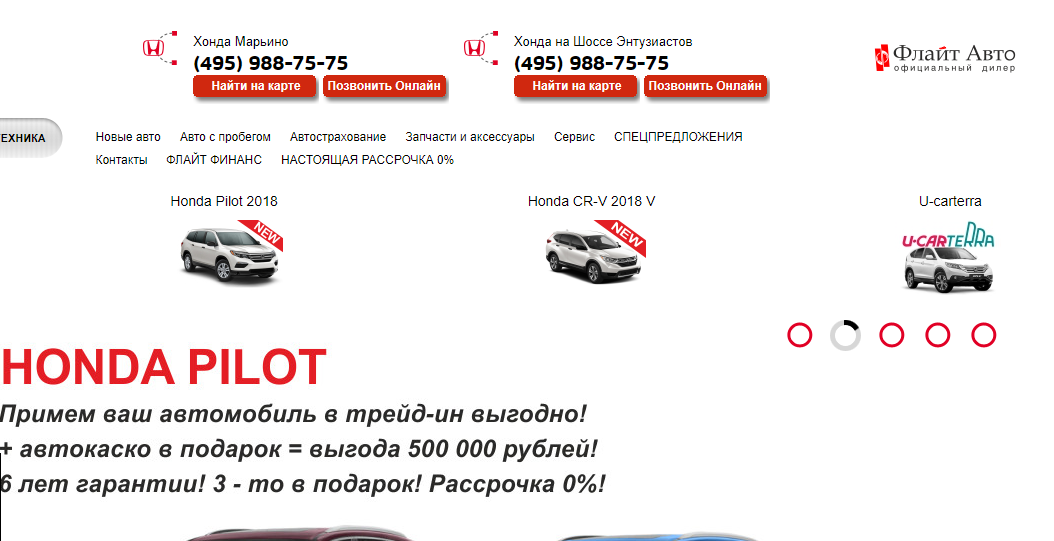 Хонда Марьино
(495) 988-75-75
Найти на карте
Позвонить Онлайн
Хонда на Шоссе Энтузиастов
(495) 988-75-75
Найти на карте
Позвонить Онлайн
Флайт Авто
официальный дилер
ЕХНИКА
Новые авто Авто с пробегом Автострахование Запчасти и аксессуары Сервис СПЕЦПРЕДЛОЖЕНИЯ
Контакты ФЛАЙТ ФИНАНС НАСТОЯЩАЯ РАССРОЧКА 0%
Honda Pilot 2018
NEW
Honda CR-V 2018 V
NEW
U-carterra
U-CARTERRA
HONDA PILOT
Примем ваш автомобиль в трейд-ин выгодно!
+ автокаско в подарок = выгода 500 000 рублей!
6 лет гарантии! 3 - то в подарок! Рассрочка 0%!